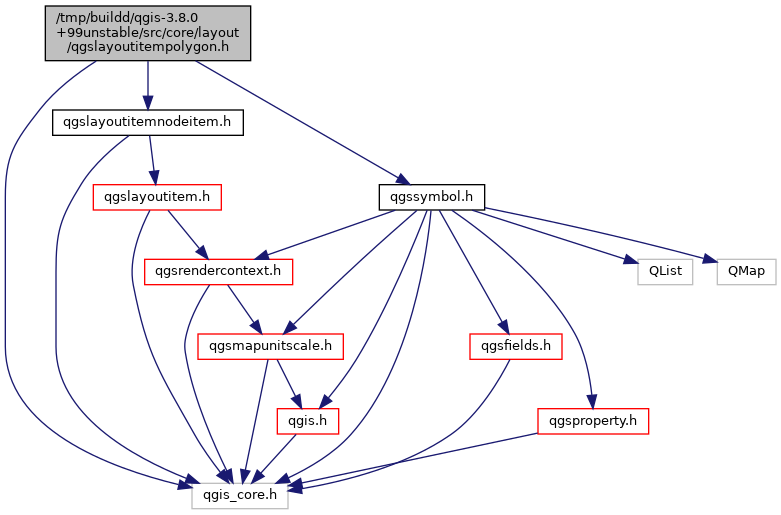 /tmp/buildd/qgis-3.8.0
+99unstable/src/core/layout
/qgslayoutitempolygon.h
qgslayoutitemnodeitem.h
qgslayoutitem.h
qgssymbol.h
qgsrendercontext.h
QList
QMap
qgsmapunitscale.h
qgsfields.h
qgis.h
qgsproperty.h
qgis_core.h